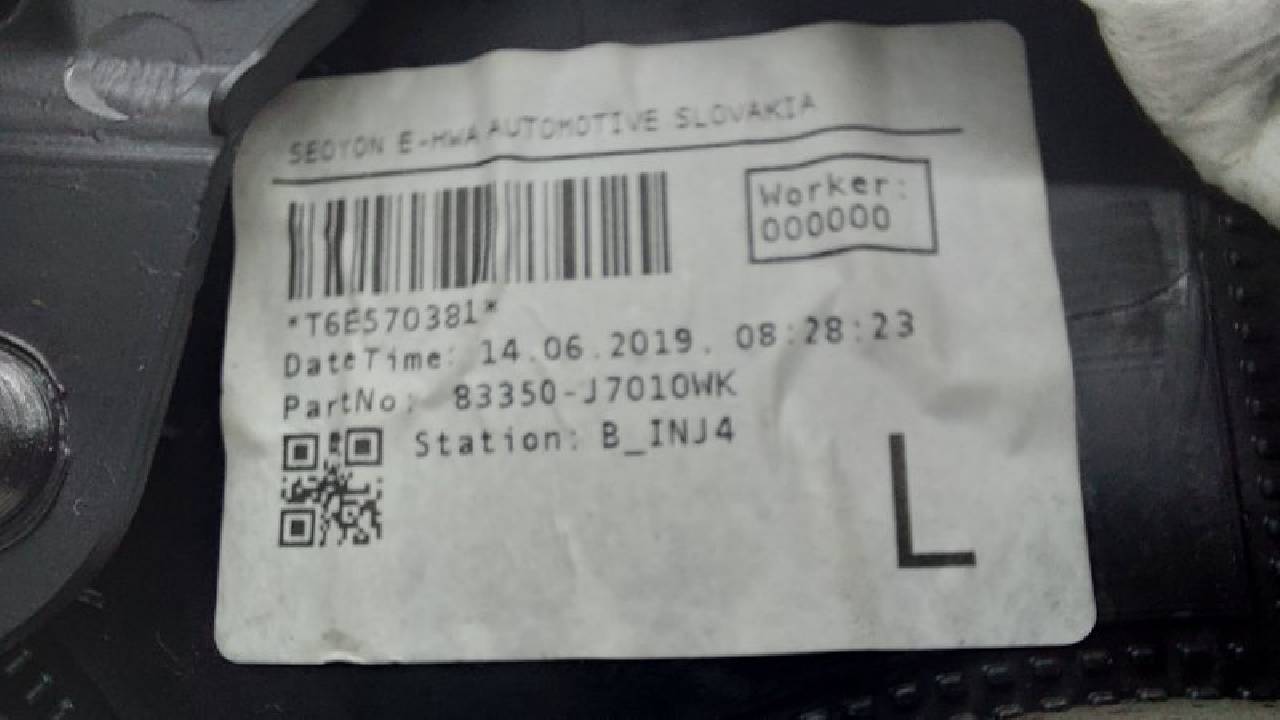 SEOYON E-HWA AUTOMOTIVE SLOVAKIA
Worker:
000000
*T6E570381*
DateTime: 14.06.2019. 08:28:23
PartNo: 83350-J7010WK
Station: B_INJ4
L